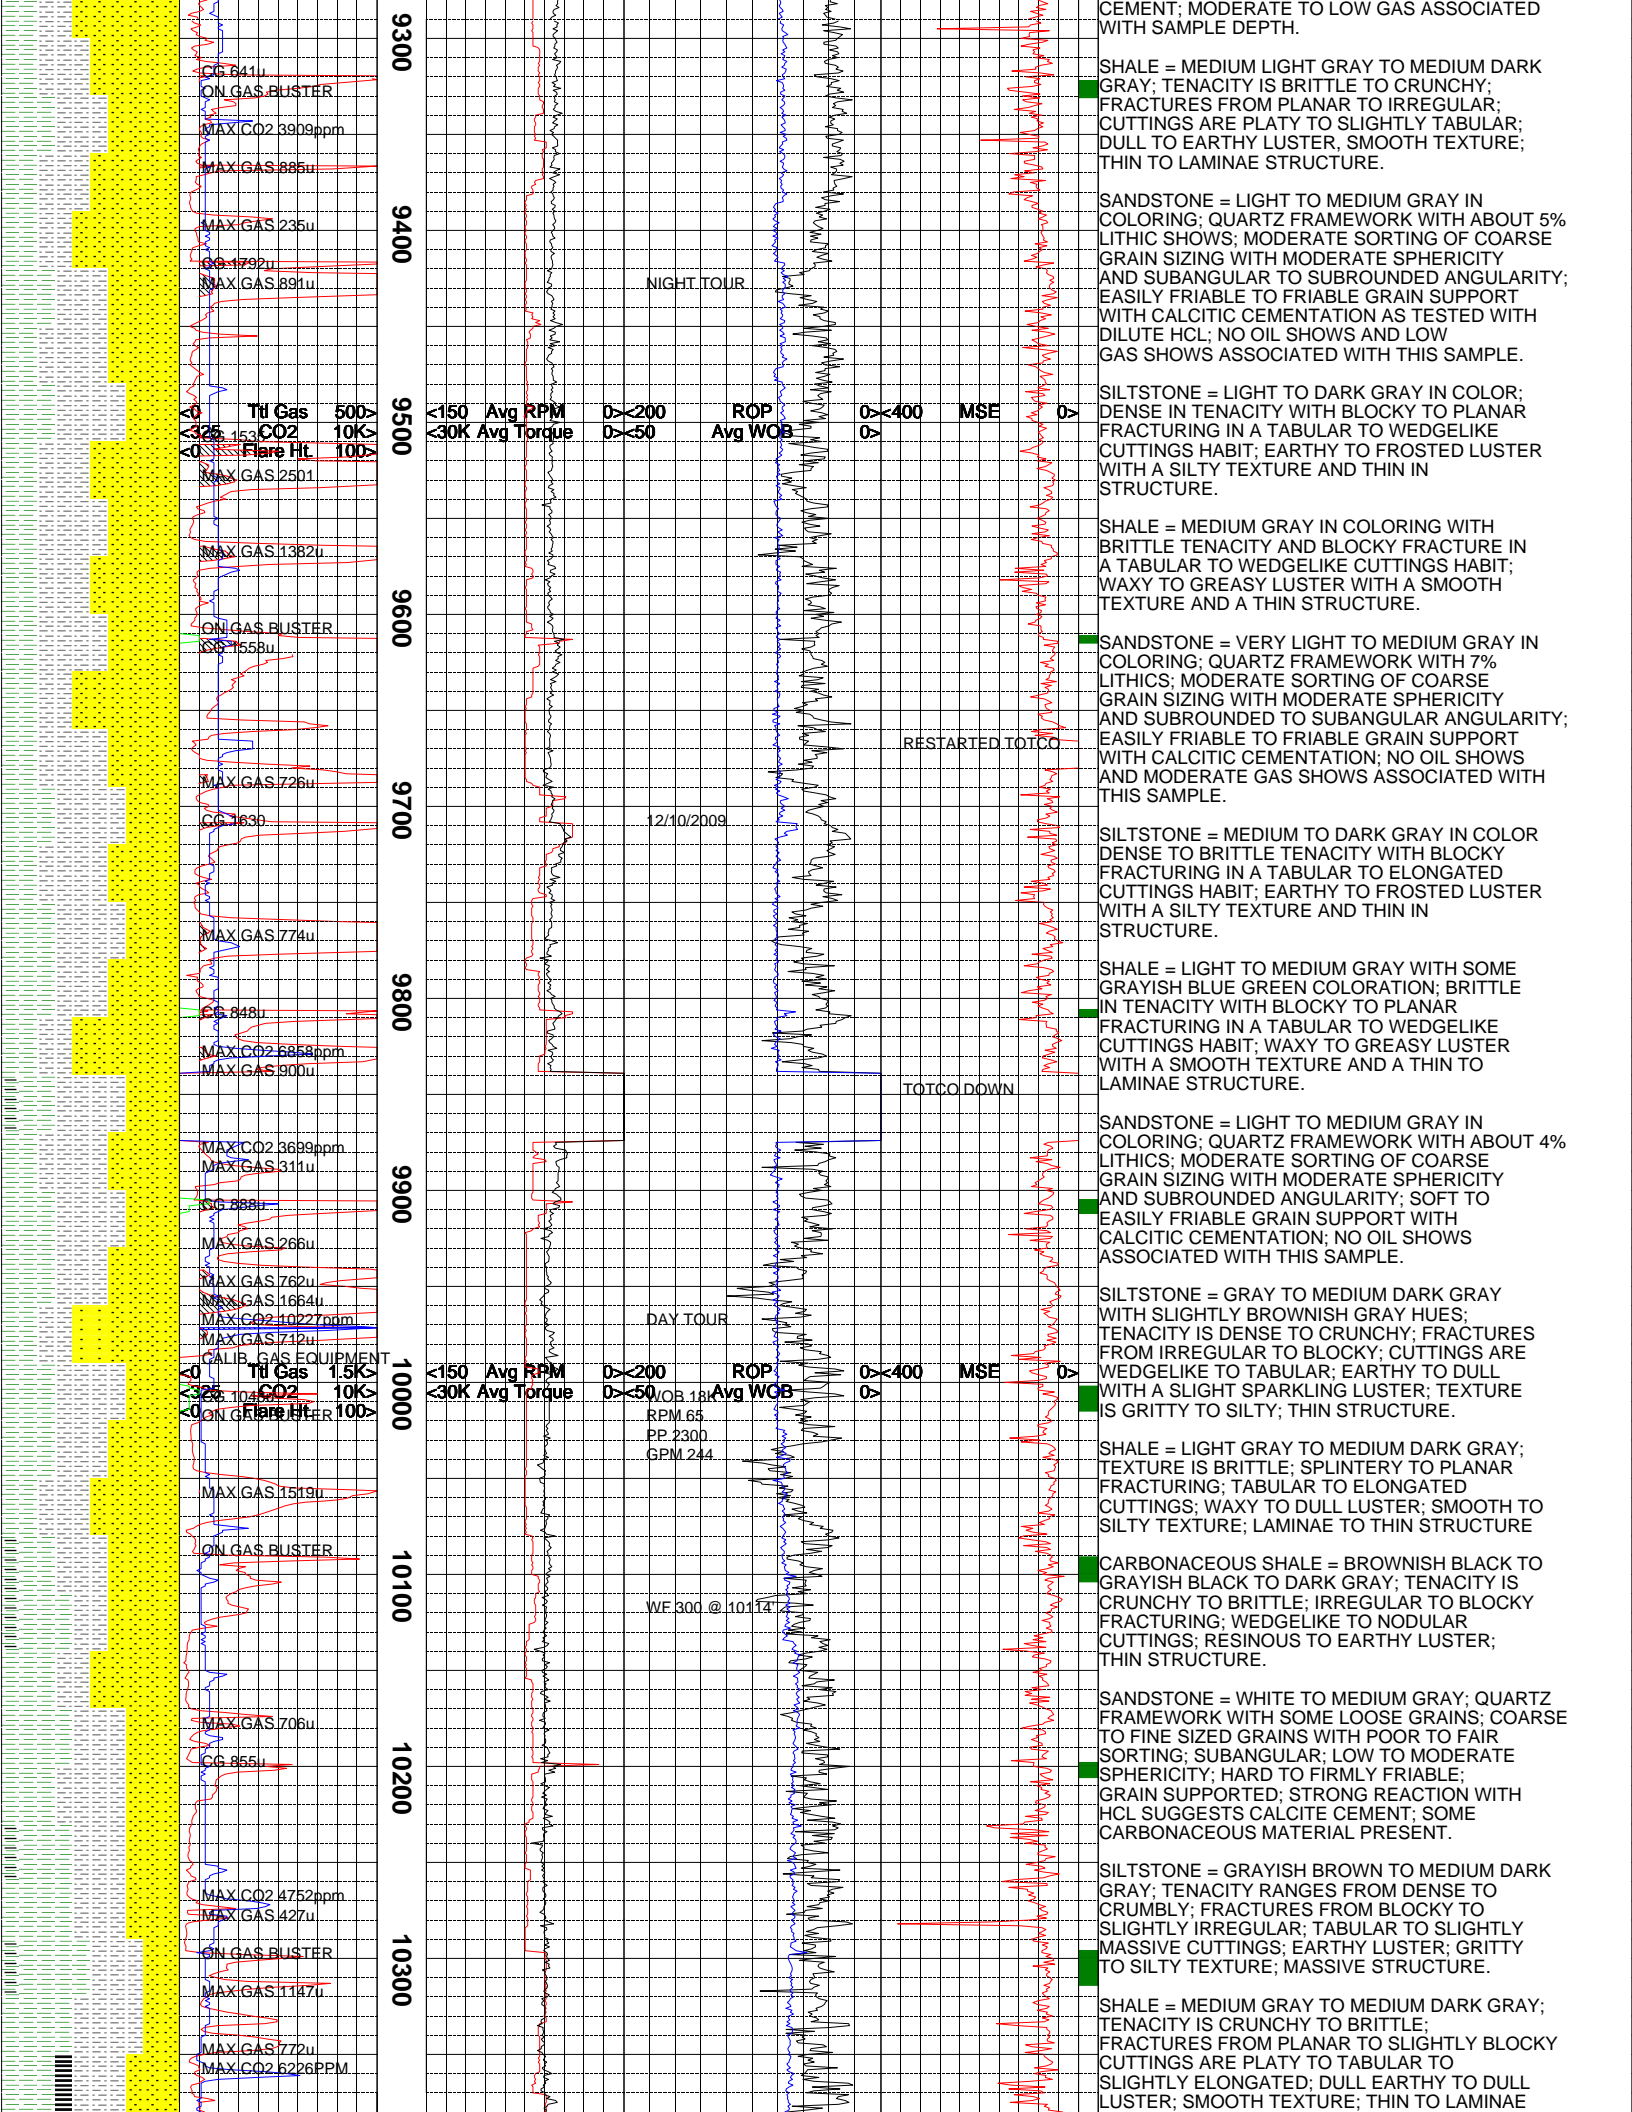 CEMENT; MODERATE TO LOW GAS ASSOCIATED
WITH SAMPLE DEPTH.
SHALE = MEDIUM LIGHT GRAY TO MEDIUM DARK
GRAY; TENACITY IS BRITTLE TO CRUNCHY;
FRACTURES FROM PLANAR TO IRREGULAR;
CUTTINGS ARE PLATY TO SLIGHTLY TABULAR;
DULL TO EARTHY LUSTER, SMOOTH TEXTURE;
THIN TO LAMINAE STRUCTURE.
SANDSTONE = LIGHT TO MEDIUM GRAY IN
COLORING; QUARTZ FRAMEWORK WITH ABOUT 5%
LITHIC SHOWS; MODERATE SORTING OF COARSE
GRAIN SIZING WITH MODERATE SPHERICITY
AND SUBANGULAR TO SUBROUNDED ANGULARITY;
EASILY FRIABLE TO FRIABLE GRAIN SUPPORT
WITH CALCITIC CEMENTATION AS TESTED WITH
DILUTE HCL; NO OIL SHOWS AND LOW
GAS SHOWS ASSOCIATED WITH THIS SAMPLE.
SILTSTONE = LIGHT TO DARK GRAY IN COLOR;
DENSE IN TENACITY WITH BLOCKY TO PLANAR
FRACTURING IN A TABULAR TO WEDGELIKE
CUTTINGS HABIT; EARTHY TO FROSTED LUSTER
WITH A SILTY TEXTURE AND THIN IN
STRUCTURE.
SHALE = MEDIUM GRAY IN COLORING WITH
BRITTLE TENACITY AND BLOCKY FRACTURE IN
A TABULAR TO WEDGELIKE CUTTINGS HABIT;
WAXY TO GREASY LUSTER WITH A SMOOTH
TEXTURE AND A THIN STRUCTURE.
SANDSTONE = VERY LIGHT TO MEDIUM GRAY IN
COLORING; QUARTZ FRAMEWORK WITH 7%
LITHICS; MODERATE SORTING OF COARSE
GRAIN SIZING WITH MODERATE SPHERICITY
AND SUBROUNDED TO SUBANGULAR ANGULARITY;
EASILY FRIABLE TO FRIABLE GRAIN SUPPORT
WITH CALCITIC CEMENTATION; NO OIL SHOWS
AND MODERATE GAS SHOWS ASSOCIATED WITH
THIS SAMPLE.
SILTSTONE = MEDIUM TO DARK GRAY IN COLOR
DENSE TO BRITTLE TENACITY WITH BLOCKY
FRACTURING IN A TABULAR TO ELONGATED
CUTTINGS HABIT; EARTHY TO FROSTED LUSTER
WITH A SILTY TEXTURE AND THIN IN
STRUCTURE.
SHALE = LIGHT TO MEDIUM GRAY WITH SOME
GRAYISH BLUE GREEN COLORATION; BRITTLE
IN TENACITY WITH BLOCKY TO PLANAR
FRACTURING IN A TABULAR TO WEDGELIKE
CUTTINGS HABIT; WAXY TO GREASY LUSTER
WITH A SMOOTH TEXTURE AND A THIN TO
LAMINAE STRUCTURE.
SANDSTONE = LIGHT TO MEDIUM GRAY IN
COLORING; QUARTZ FRAMEWORK WITH ABOUT 4%
LITHICS; MODERATE SORTING OF COARSE
GRAIN SIZING WITH MODERATE SPHERICITY
AND SUBROUNDED ANGULARITY; SOFT TO
EASILY FRIABLE GRAIN SUPPORT WITH
CALCITIC CEMENTATION; NO OIL SHOWS
ASSOCIATED WITH THIS SAMPLE.
SILTSTONE = GRAY TO MEDIUM DARK GRAY
WITH SLIGHTLY BROWNISH GRAY HUES;
TENACITY IS DENSE TO CRUNCHY; FRACTURES
FROM IRREGULAR TO BLOCKY; CUTTINGS ARE
WEDGELIKE TO TABULAR; EARTHY TO DULL
WITH A SLIGHT SPARKLING LUSTER; TEXTURE
IS GRITTY TO SILTY; THIN STRUCTURE.
SHALE = LIGHT GRAY TO MEDIUM DARK GRAY;
TEXTURE IS BRITTLE; SPLINTERY TO PLANAR
FRACTURING; TABULAR TO ELONGATED
CUTTINGS; WAXY TO DULL LUSTER; SMOOTH TO
SILTY TEXTURE; LAMINAE TO THIN STRUCTURE
CARBONACEOUS SHALE = BROWNISH BLACK TO
GRAYISH BLACK TO DARK GRAY; TENACITY IS
CRUNCHY TO BRITTLE; IRREGULAR TO BLOCKY
FRACTURING; WEDGELIKE TO NODULAR
CUTTINGS; RESINOUS TO EARTHY LUSTER;
THIN STRUCTURE.
SANDSTONE = WHITE TO MEDIUM GRAY; QUARTZ
FRAMEWORK WITH SOME LOOSE GRAINS; COARSE
TO FINE SIZED GRAINS WITH POOR TO FAIR
SORTING; SUBANGULAR; LOW TO MODERATE
SPHERICITY; HARD TO FIRMLY FRIABLE;
GRAIN SUPPORTED; STRONG REACTION WITH
HCL SUGGESTS CALCITE CEMENT; SOME
CARBONACEOUS MATERIAL PRESENT.
SILTSTONE = GRAYISH BROWN TO MEDIUM DARK
GRAY; TENACITY RANGES FROM DENSE TO
CRUMBLY; FRACTURES FROM BLOCKY TO
SLIGHTLY IRREGULAR; TABULAR TO SLIGHTLY
MASSIVE CUTTINGS; EARTHY LUSTER; GRITTY
TO SILTY TEXTURE; MASSIVE STRUCTURE.
SHALE = MEDIUM GRAY TO MEDIUM DARK GRAY;
TENACITY IS CRUNCHY TO BRITTLE;
FRACTURES FROM PLANAR TO SLIGHTLY BLOCKY
CUTTINGS ARE PLATY TO TABULAR TO
SLIGHTLY ELONGATED; DULL EARTHY TO DULL
LUSTER; SMOOTH TEXTURE; THIN TO LAMINAE
9300
CG 641u
ON GAS BUSTER
MAX CO2 3909ppm
MAX GAS 885u
MAX GAS 235u
9400
CG 1792u
MAX GAS 891u
NIGHT TOUR
<0 Ttl Gas 500> <150 Avg RPM 0><200 ROP 0><400 MSE 0>
<325 CO2 10K> <30K Avg Torque 0><50 Avg WOB 0>
<0 Flare Ht. 100>
9500
MAX GAS 2501
MAX GAS 1382u
9600
ON GAS BUSTER
CG 1558u
RESTARTED TOTCO
MAX GAS 726u
9700
CG 1630
12/10/2009
MAX GAS 774u
9800
CG 848u
MAX CO2 6858ppm
MAX GAS 900u
TOTCO DOWN
MAX CO2 3699ppm
MAX GAS 311u
9900
CG 888u
MAX GAS 266u
MAX GAS 762u
MAX GAS 1664u
MAX CO2 10227ppm
DAY TOUR
MAX GAS 712u
CALIB. GAS EQUIPMENT
<0 Ttl Gas 1.5K> <150 Avg RPM 0><200 ROP 0><400 MSE 0>
<325 CO2 10K> <30K Avg Torque 0><50 Avg WOB 0>
<0 Flare Ht. 100>
10000
WOB 18K
ON GAS BUSTER
RPM 65
PP 2300
GPM 244
MAX GAS 1519u
ON GAS BUSTER
10100
WF 300 @ 10114'
MAX GAS 706u
CG 855u
10200
MAX CO2 4752ppm
MAX GAS 427u
ON GAS BUSTER
10300
MAX GAS 1147u
MAX GAS 772u
MAX CO2 6226PPM